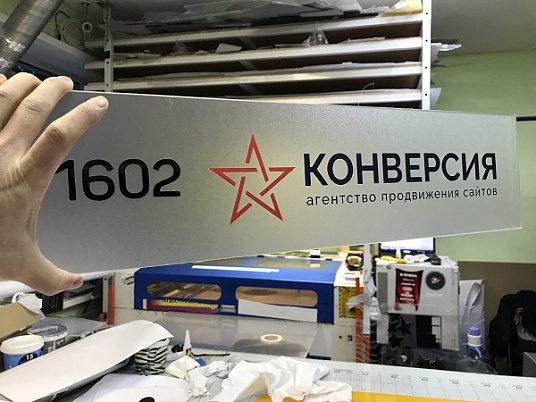 1602
КОНВЕРСИЯ
агентство продвижения сайтов